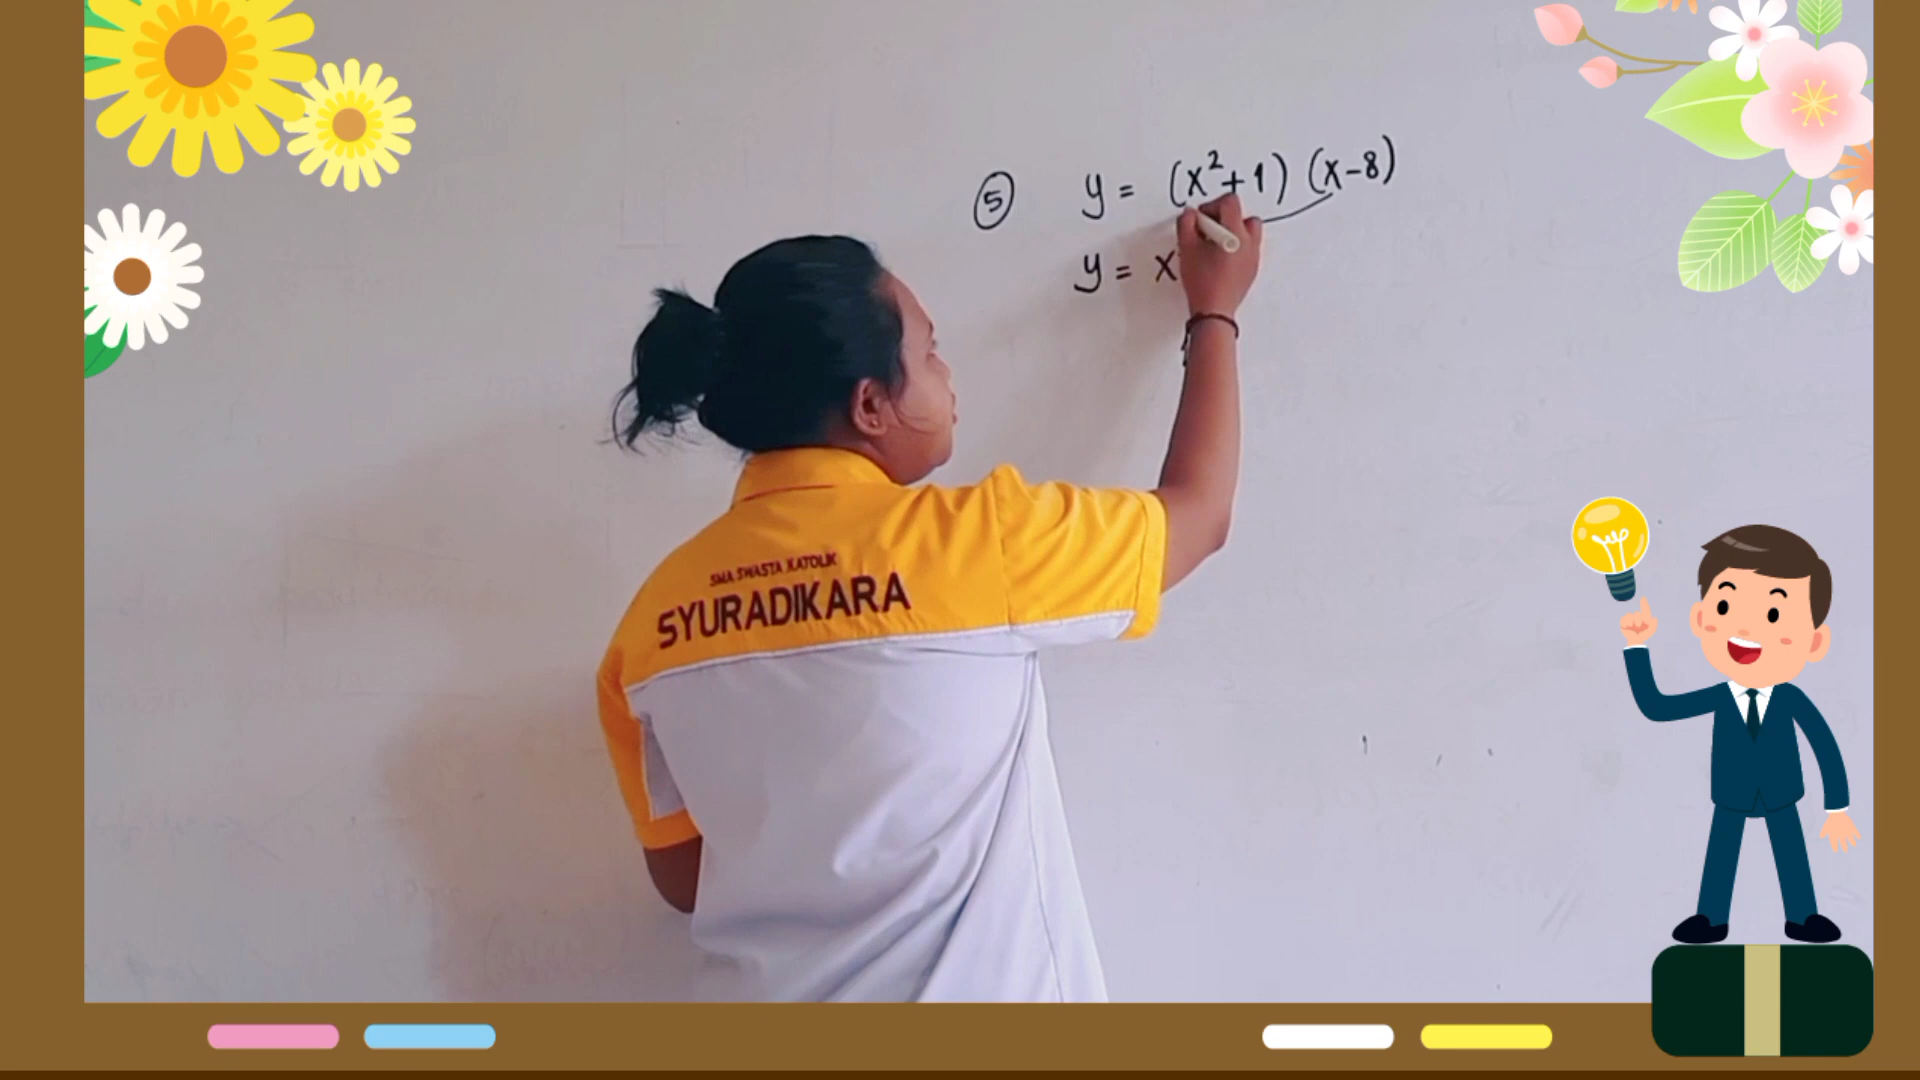 ⑤ y = (x²+1) (x-8)
y = x
SMA SWASTA KATOLIK
SYURADIKARA